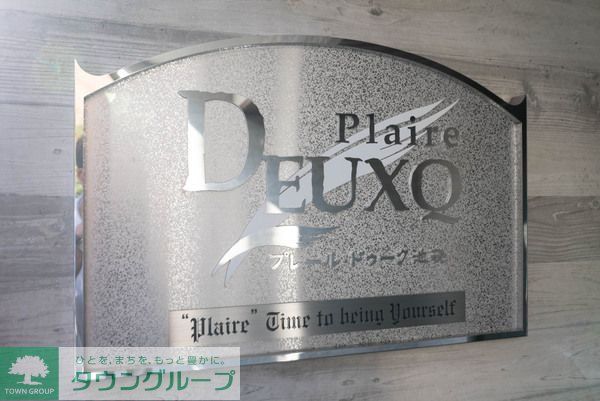 Plaire
DEUXQ
プレール・ドゥーク
"Plaire" Time to being Yourself
ひとを、まちを、もっと豊かに。
TOWN GROUP
タウングループ